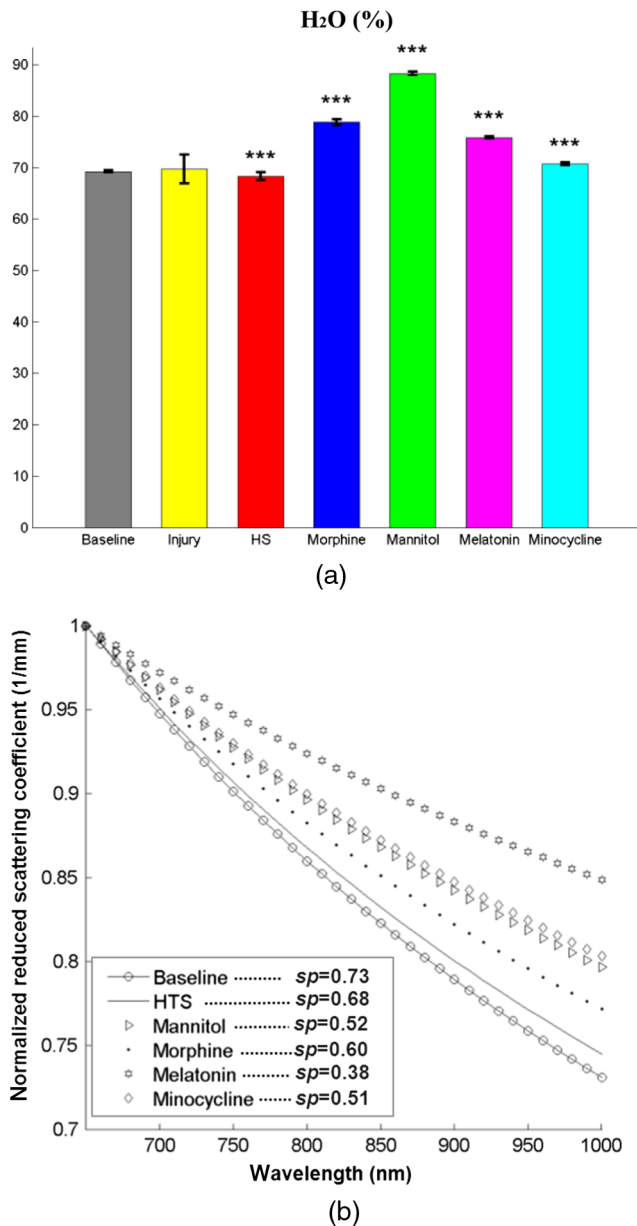 H₂O (%)
***
***
***
***
***
90
80
70
60
50
40
30
20
10
0
Baseline Injury HS Morphine Mannitol Melatonin Minocycline
(a)
Normalized reduced scattering coefficient (1/mm)
1
0.95
0.9
0.85
0.8
0.75
0.7
Baseline ............ sp=0.73
HTS ................. sp=0.68
Mannitol ............ sp=0.52
Morphine ............ sp=0.60
Melatonin ........... sp=0.38
Minocycline ...... sp=0.51
700 750 800 850 900 950 1000
Wavelength (nm)
(b)